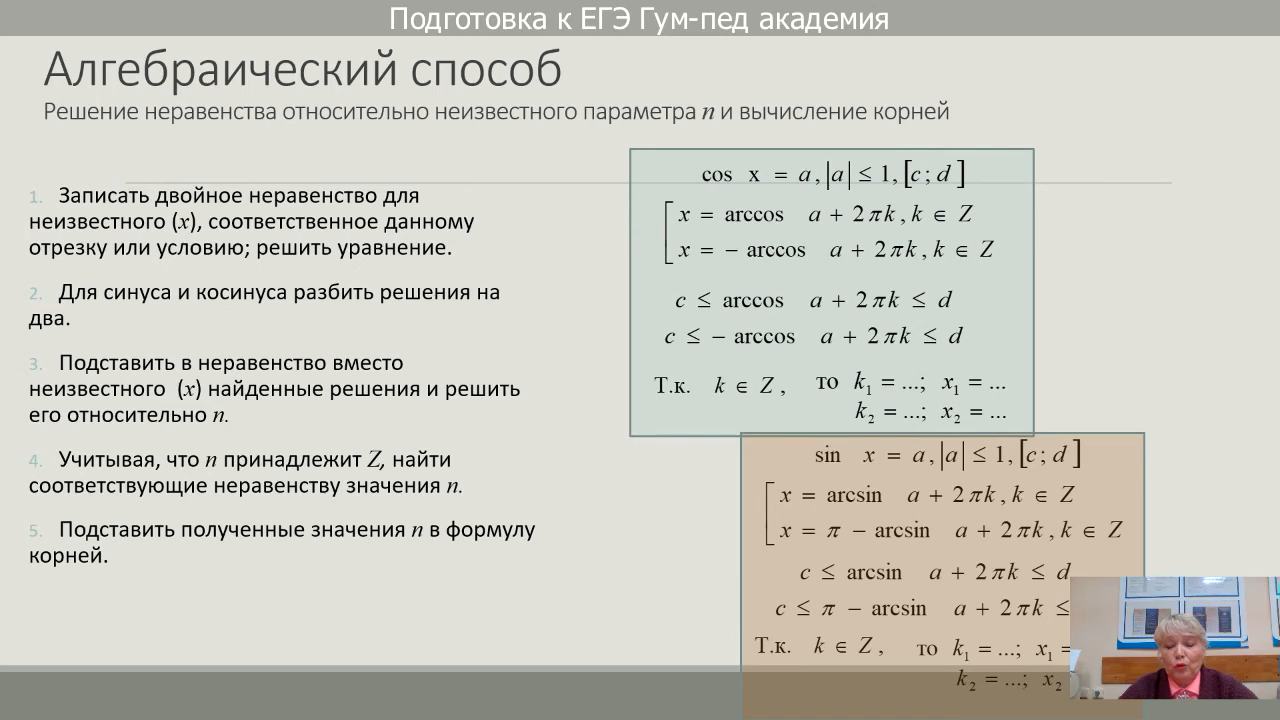 Подготовка к ЕГЭ Гум-пед академия
Алгебраический способ
Решение неравенства относительно неизвестного параметра n и вычисление корней
1. Записать двойное неравенство для
неизвестного (x), соответственное данному
отрезку или условию; решить уравнение.
2. Для синуса и косинуса разбить решения на
два.
3. Подставить в неравенство вместо
неизвестного (x) найденные решения и решить
его относительно n.
4. Учитывая, что n принадлежит Z, найти
соответствующие неравенству значения n.
5. Подставить полученные значения n в формулу
корней.
cos x = a, |a| ≤ 1, [c; d]
x = arccos a + 2πk, k ∈ Z
x = − arccos a + 2πk, k ∈ Z
c ≤ arccos a + 2πk ≤ d
c ≤ − arccos a + 2πk ≤ d
Т.к. k ∈ Z, то k₁ = ...; x₁ = ...
k₂ = ...; x₂ = ...
sin x = a, |a| ≤ 1, [c; d]
x = arcsin a + 2πk, k ∈ Z
x = π − arcsin a + 2πk, k ∈ Z
c ≤ arcsin a + 2πk ≤ d
c ≤ π − arcsin a + 2πk ≤
Т.к. k ∈ Z, то k₁ = ...; x₁ =
k₂ = ...; x₂